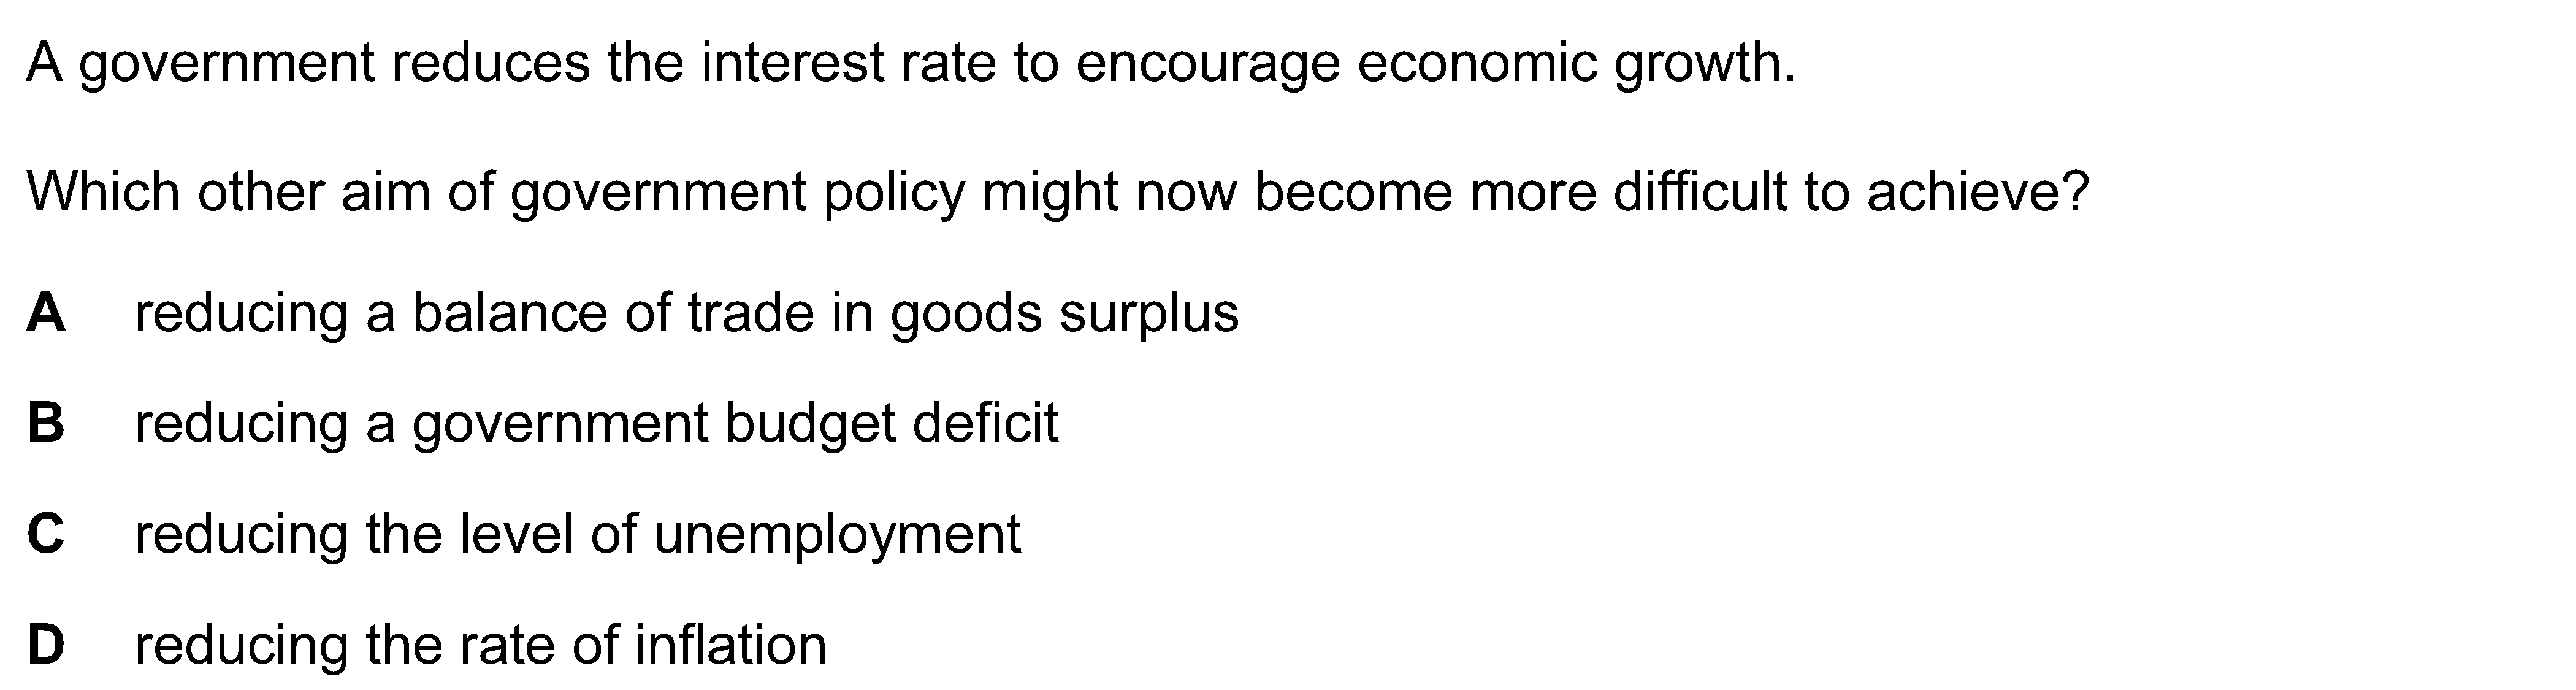 A government reduces the interest rate to encourage economic growth.
Which other aim of government policy might now become more difficult to achieve?
A reducing a balance of trade in goods surplus
B reducing a government budget deficit
C reducing the level of unemployment
D reducing the rate of inflation